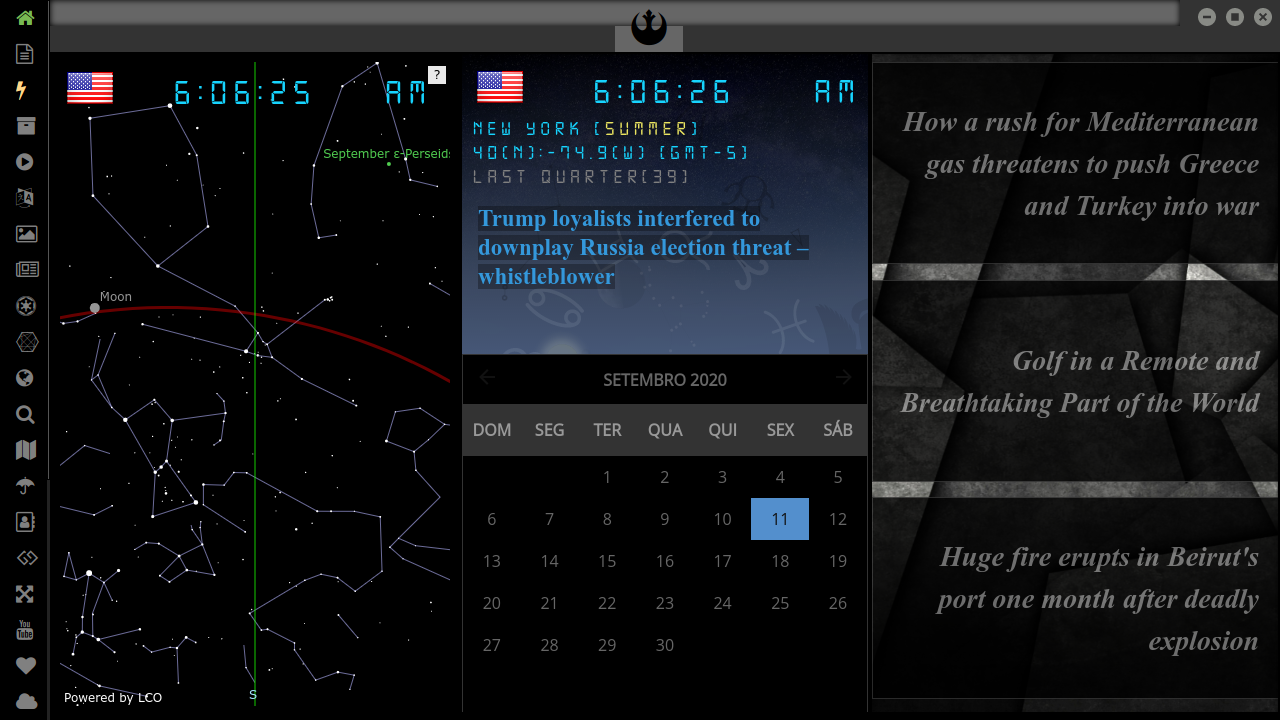 6:06:25 AM
?
September ε-Perseids
Moon
S
Powered by LCO
6:06:26 AM
NEW YORK (SUMMER)
40(N):-74.9(W) (GMT-5)
LAST QUARTER(39)
Trump loyalists interfered to
downplay Russia election threat –
whistleblower
SETEMBRO 2020
DOM SEG TER QUA QUI SEX SÁB
1 2 3 4 5
6 7 8 9 10 11 12
13 14 15 16 17 18 19
20 21 22 23 24 25 26
27 28 29 30
How a rush for Mediterranean
gas threatens to push Greece
and Turkey into war
Golf in a Remote and
Breathtaking Part of the World
Huge fire erupts in Beirut's
port one month after deadly
explosion
You
Tube